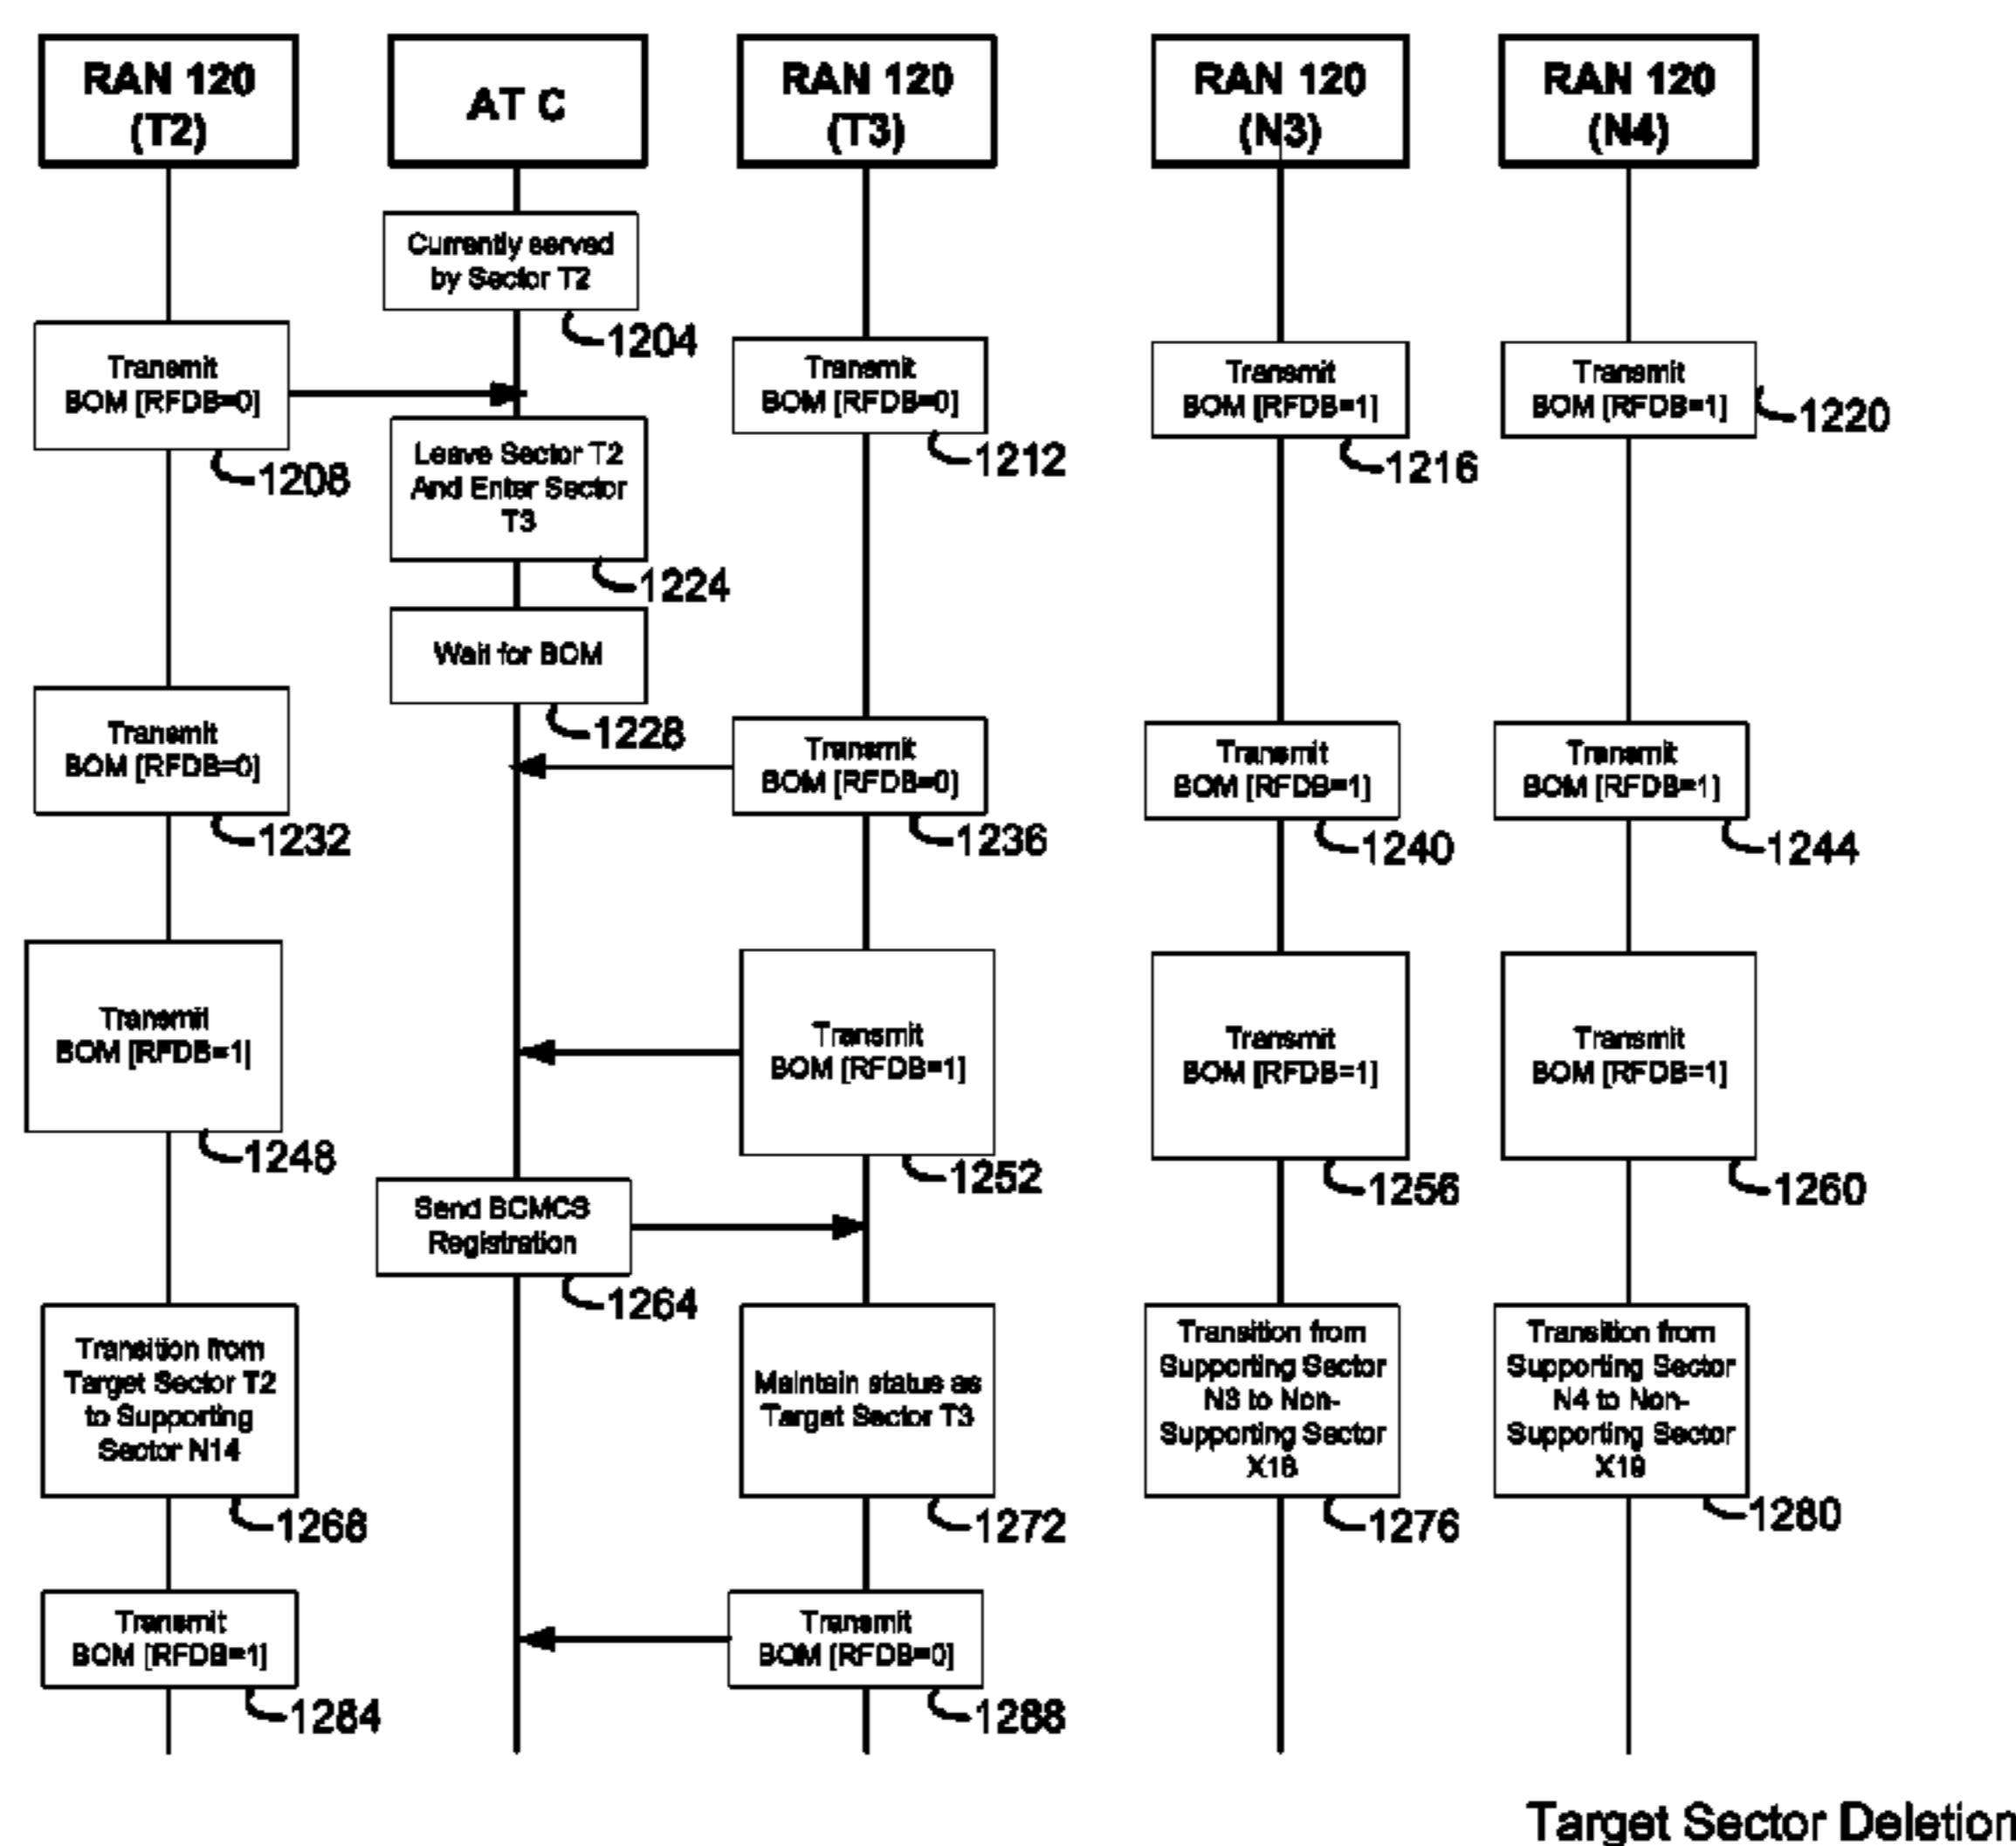 RAN 120
(T2)
AT C
RAN 120
(T3)
RAN 120
(N3)
RAN 120
(N4)
Currently served
by Sector T2
1204
Transmit
BOM [RFDB=0]
1208
Transmit
BOM [RFDB=0]
1212
Transmit
BOM [RFDB=1]
1216
Transmit
BOM [RFDB=1]
1220
Leave Sector T2
And Enter Sector
T3
1224
Wait for BOM
1228
Transmit
BOM [RFDB=0]
1232
Transmit
BOM [RFDB=0]
1236
Transmit
BOM [RFDB=1]
1240
Transmit
BOM [RFDB=1]
1244
Transmit
BOM [RFDB=1]
1248
Transmit
BOM [RFDB=1]
1252
Transmit
BOM [RFDB=1]
1256
Transmit
BOM [RFDB=1]
1260
Send BCMCS
Registration
1264
Transition from
Target Sector T2
to Supporting
Sector N14
1268
Maintain status as
Target Sector T3
1272
Transition from
Supporting Sector
N3 to Non-
Supporting Sector
X18
1276
Transition from
Supporting Sector
N4 to Non-
Supporting Sector
X19
1280
Transmit
BOM [RFDB=1]
1284
Transmit
BOM [RFDB=0]
1288
Target Sector Deletion